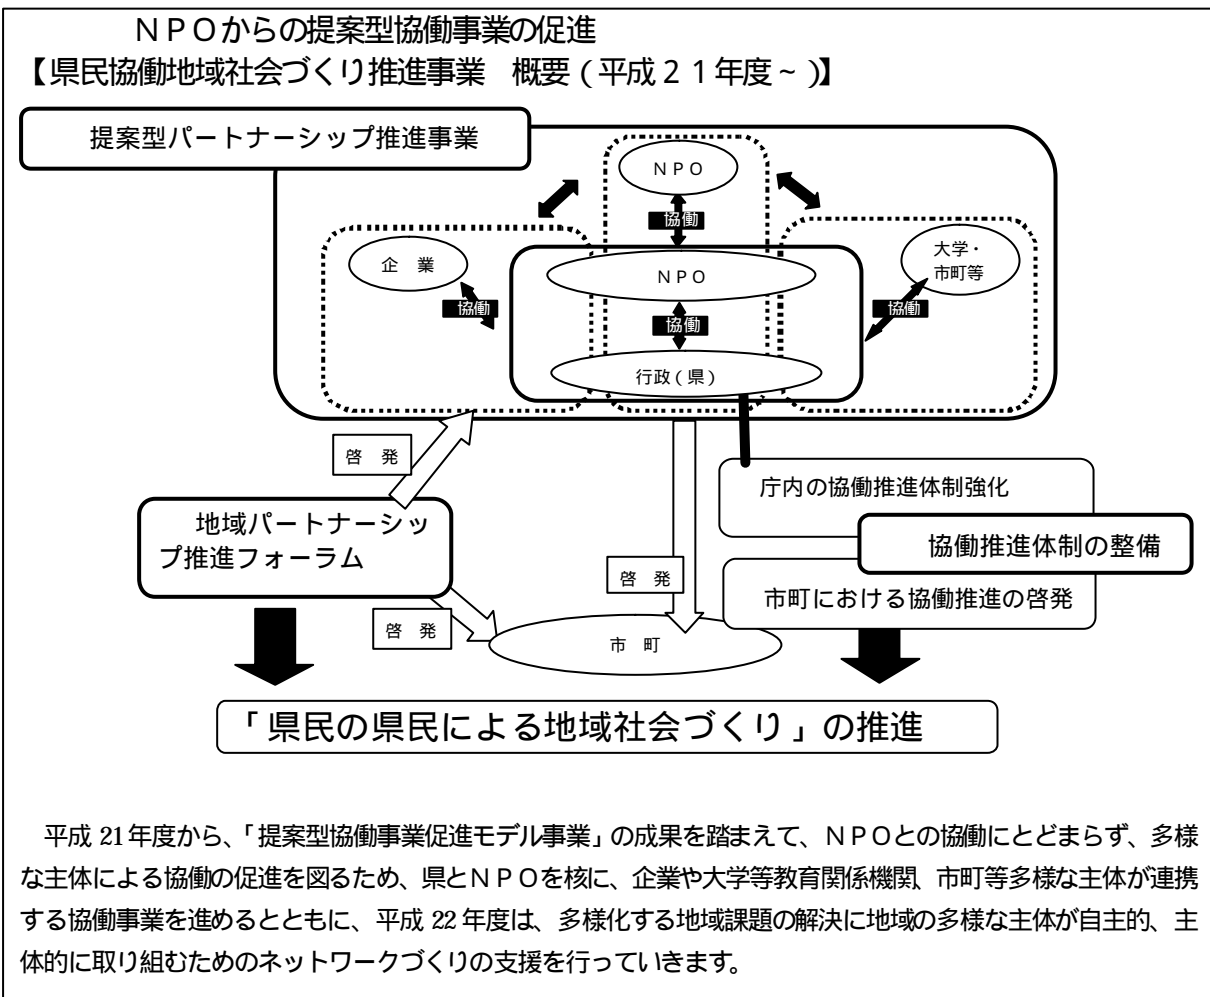 ＮＰＯからの提案型協働事業の促進
【県民協働地域社会づくり推進事業　概要（平成２１年度～）】
提案型パートナーシップ推進事業
ＮＰＯ
協働
企　業
ＮＰＯ
大学・
市町等
協働
協働
協働
行政（県）
啓　発
庁内の協働推進体制強化
地域パートナーシッ
プ推進フォーラム
協働推進体制の整備
啓　発
市町における協働推進の啓発
啓　発
市　町
「県民の県民による地域社会づくり」の推進
平成 21 年度から、「提案型協働事業促進モデル事業」の成果を踏まえて、ＮＰＯとの協働にとどまらず、多様
な主体による協働の促進を図るため、県とＮＰＯを核に、企業や大学等教育関係機関、市町等多様な主体が連携
する協働事業を進めるとともに、平成 22 年度は、多様化する地域課題の解決に地域の多様な主体が自主的、主
体的に取り組むためのネットワークづくりの支援を行っていきます。